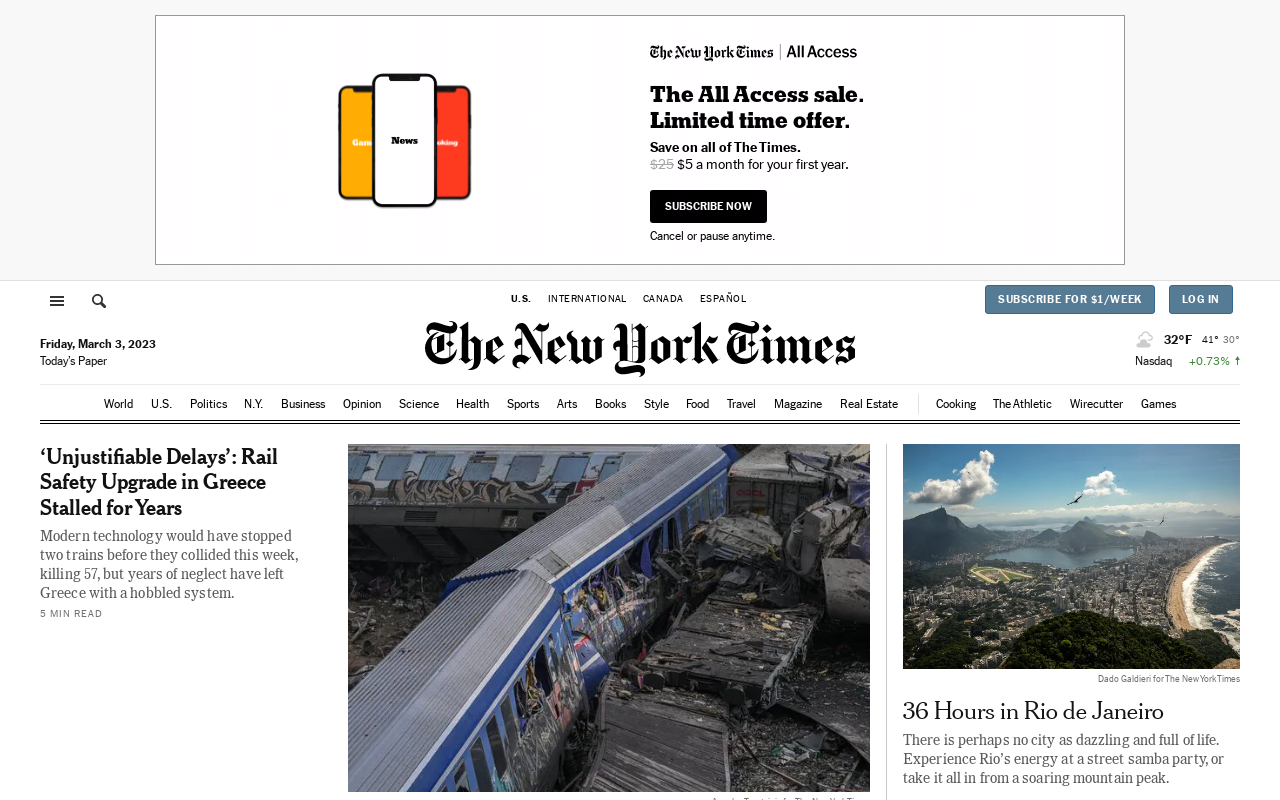 The New York Times | All Access
The All Access sale.
Limited time offer.
Save on all of The Times.
$25 $5 a month for your first year.
SUBSCRIBE NOW
Cancel or pause anytime.
News
U.S. INTERNATIONAL CANADA ESPAÑOL
SUBSCRIBE FOR $1/WEEK LOG IN
The New York Times
Friday, March 3, 2023
Today's Paper
32°F 41° 30°
Nasdaq +0.73% ↑
World U.S. Politics N.Y. Business Opinion Science Health Sports Arts Books Style Food Travel Magazine Real Estate Cooking The Athletic Wirecutter Games
‘Unjustifiable Delays’: Rail
Safety Upgrade in Greece
Stalled for Years
Modern technology would have stopped
two trains before they collided this week,
killing 57, but years of neglect have left
Greece with a hobbled system.
5 MIN READ
Dado Galdieri for The New York Times
36 Hours in Rio de Janeiro
There is perhaps no city as dazzling and full of life.
Experience Rio’s energy at a street samba party, or
take it all in from a soaring mountain peak.